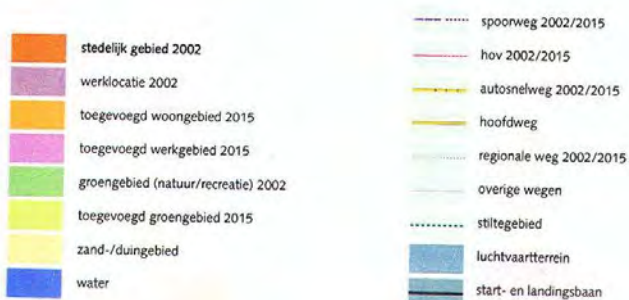 stedelijk gebied 2002
werklocatie 2002
toegevoegd woongebied 2015
toegevoegd werkgebied 2015
groengebied (natuur/recreatie) 2002
toegevoegd groengebied 2015
zand-/duingebied
water
spoorweg 2002/2015
hov 2002/2015
autosnelweg 2002/2015
hoofdweg
regionale weg 2002/2015
overige wegen
stiltegebied
luchtvaartterrein
start- en landingsbaan